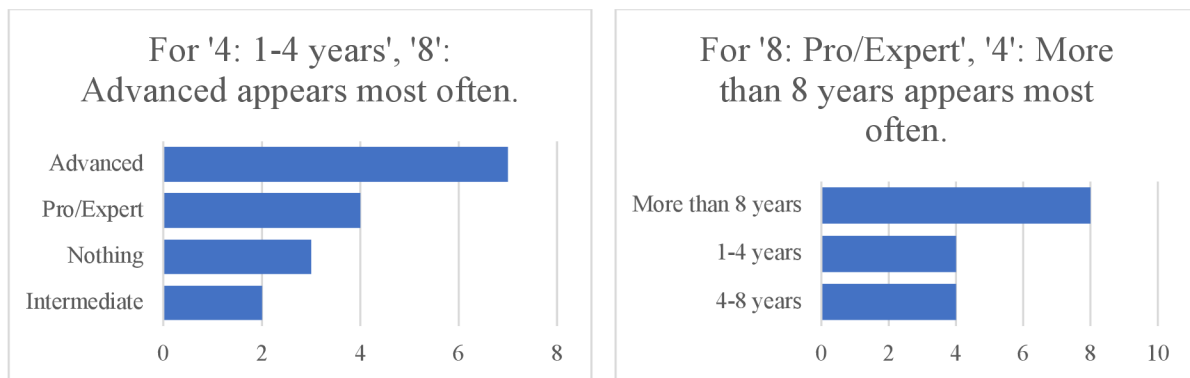 For '4: 1-4 years', '8':
Advanced appears most often.
Advanced
Pro/Expert
Nothing
Intermediate
0 2 4 6 8
For '8: Pro/Expert', '4': More
than 8 years appears most
often.
More than 8 years
1-4 years
4-8 years
0 2 4 6 8 10